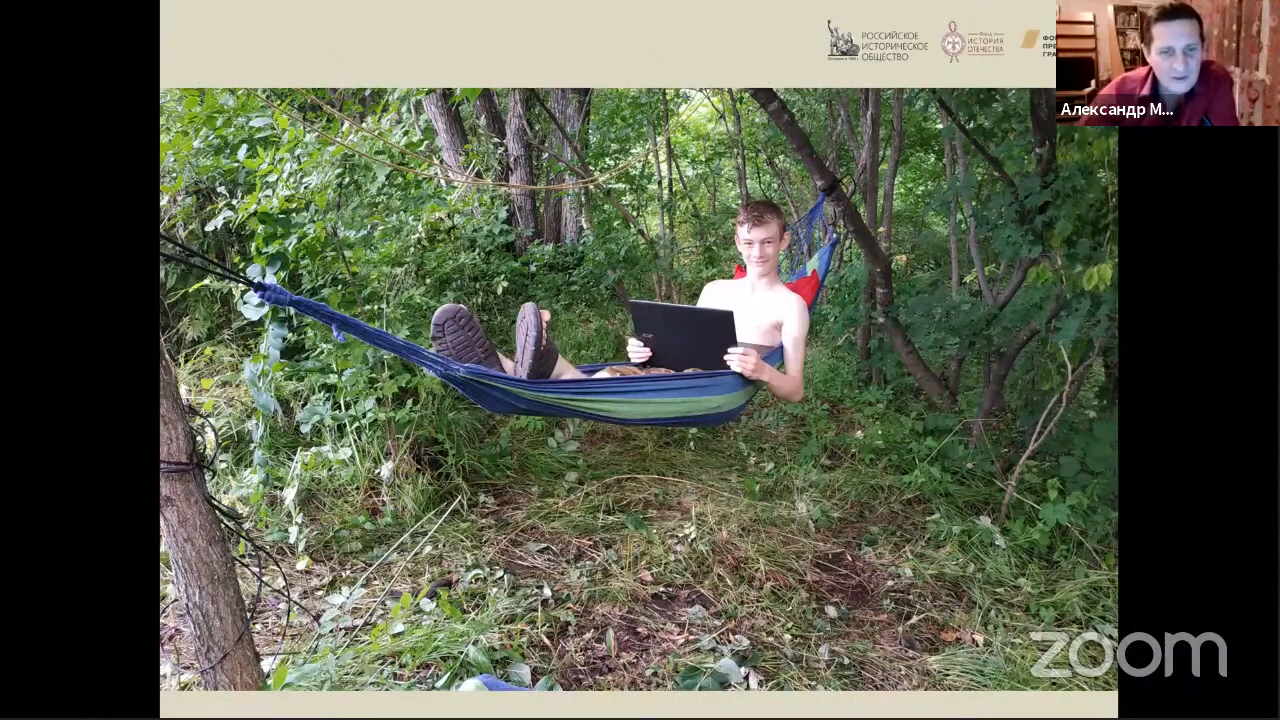 РОССИЙСКОЕ
ИСТОРИЧЕСКОЕ
ОБЩЕСТВО
Фонд
ИСТОРИЯ
ОТЕЧЕСТВА
Александр М...
zoom